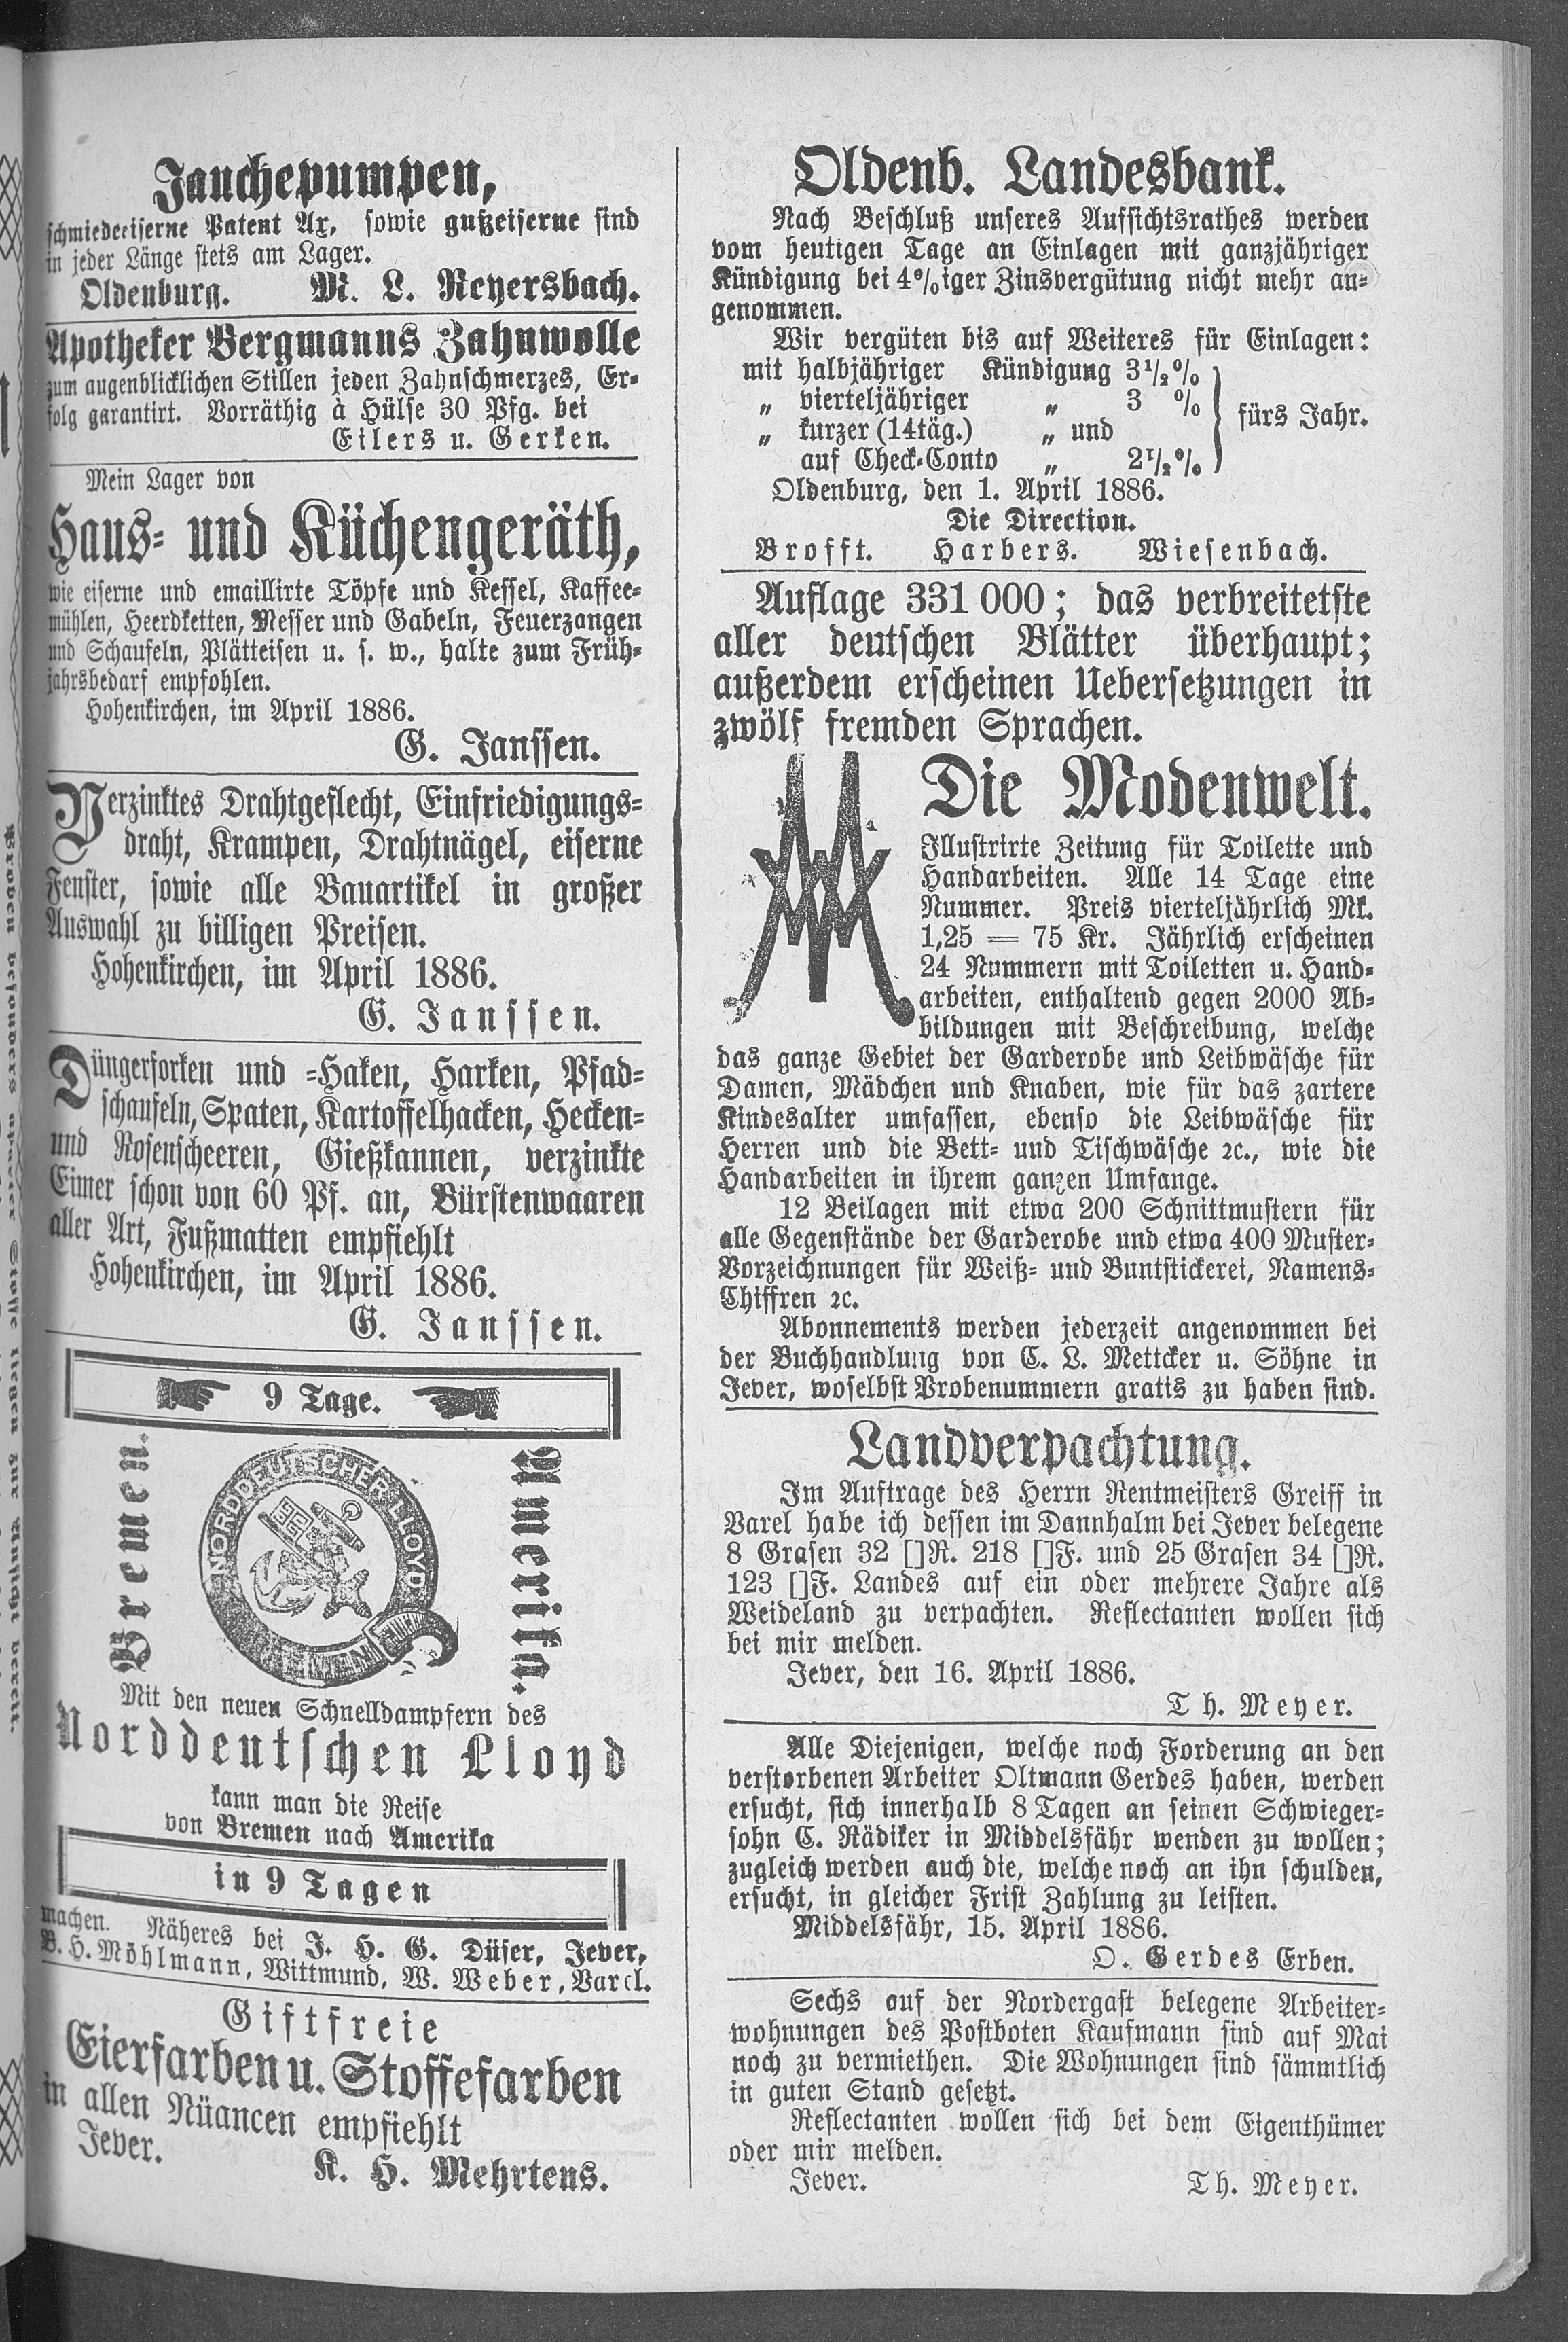 Jauchepumpen,
schmiedeeiserne Patent Ax, sowie gußeiserne sind
in jeder Länge stets am Lager.
Oldenburg. M. L. Reyersbach.
Apotheker Bergmanns Zahnwolle
zum augenblicklichen Stillen jeden Zahnschmerzes, Er-
folg garantirt. Vorräthig à Hülse 30 Pfg. bei
Eilers u. Gerken.
Mein Lager von
Haus- und Küchengeräth,
wie eiserne und emaillirte Töpfe und Kessel, Kaffee-
mühlen, Heerdketten, Messer und Gabeln, Feuerzangen
und Schaufeln, Plätteisen u. s. w., halte zum Früh-
jahrsbedarf empfohlen.
Hohenkirchen, im April 1886.
G. Janssen.
Verzinktes Drahtgeflecht, Einfriedigungs-
draht, Krampen, Drahtnägel, eiserne
Fenster, sowie alle Bauartikel in großer
Auswahl zu billigen Preisen.
Hohenkirchen, im April 1886.
G. Janssen.
Düngerforken und -Haken, Harken, Pfad-
schaufeln, Spaten, Kartoffelhacken, Hecken-
und Rosenscheeren, Gießkannen, verzinkte
Eimer schon von 60 Pf. an, Bürstenwaaren
aller Art, Fußmatten empfiehlt
Hohenkirchen, im April 1886.
G. Janssen.
9 Tage.
Bremen.
NORDDEUTSCHER LLOYD
BREMEN
Amerika.
Mit den neuen Schnelldampfern des
Norddeutschen Lloyd
kann man die Reise
von Bremen nach Amerika
in 9 Tagen
machen. Näheres bei J. H. G. Düser, Jever,
B. H. Möhlmann, Wittmund, W. Weber, Varel.
Giftfreie
Eierfarben u. Stoffefarben
in allen Nüancen empfiehlt
Jever.
K. H. Mehrtens.
Oldenb. Landesbank.
Nach Beschluß unseres Aufsichtsrathes werden
vom heutigen Tage an Einlagen mit ganzjähriger
Kündigung bei 4%iger Zinsvergütung nicht mehr an-
genommen.
Wir vergüten bis auf Weiteres für Einlagen:
mit halbjähriger Kündigung 3½%
„ vierteljähriger „ 3 %
„ kurzer (14täg.) „ und
auf Check-Conto „ 2½%
fürs Jahr.
Oldenburg, den 1. April 1886.
Die Direction.
Brofft. Harbers. Wiesenbach.
Auflage 331 000; das verbreitetste
aller deutschen Blätter überhaupt;
außerdem erscheinen Uebersetzungen in
zwölf fremden Sprachen.
Die Modenwelt.
Illustrirte Zeitung für Toilette und
Handarbeiten. Alle 14 Tage eine
Nummer. Preis vierteljährlich Mk.
1,25 = 75 Kr. Jährlich erscheinen
24 Nummern mit Toiletten u. Hand-
arbeiten, enthaltend gegen 2000 Ab-
bildungen mit Beschreibung, welche
das ganze Gebiet der Garderobe und Leibwäsche für
Damen, Mädchen und Knaben, wie für das zartere
Kindesalter umfassen, ebenso die Leibwäsche für
Herren und die Bett- und Tischwäsche ꝛc., wie die
Handarbeiten in ihrem ganzen Umfange.
12 Beilagen mit etwa 200 Schnittmustern für
alle Gegenstände der Garderobe und etwa 400 Muster-
Vorzeichnungen für Weiß- und Buntstickerei, Namens-
Chiffren ꝛc.
Abonnements werden jederzeit angenommen bei
der Buchhandlung von C. L. Mettcker u. Söhne in
Jever, woselbst Probenummern gratis zu haben sind.
Landverpachtung.
Im Auftrage des Herrn Rentmeisters Greiff in
Varel habe ich dessen im Dannhalm bei Jever belegene
8 Grasen 32 []R. 218 []F. und 25 Grasen 34 []R.
123 []F. Landes auf ein oder mehrere Jahre als
Weideland zu verpachten. Reflectanten wollen sich
bei mir melden.
Jever, den 16. April 1886.
Th. Meyer.
Alle Diejenigen, welche noch Forderung an den
verstorbenen Arbeiter Oltmann Gerdes haben, werden
ersucht, sich innerhalb 8 Tagen an seinen Schwieger-
sohn C. Rädiker in Middelsfähr wenden zu wollen;
zugleich werden auch die, welche noch an ihn schulden,
ersucht, in gleicher Frist Zahlung zu leisten.
Middelsfähr, 15. April 1886.
O. Gerdes Erben.
Sechs auf der Nordergast belegene Arbeiter-
wohnungen des Postboten Kaufmann sind auf Mai
noch zu vermiethen. Die Wohnungen sind sämmtlich
in guten Stand gesetzt.
Reflectanten wollen sich bei dem Eigenthümer
oder mir melden.
Jever. Th. Meyer.